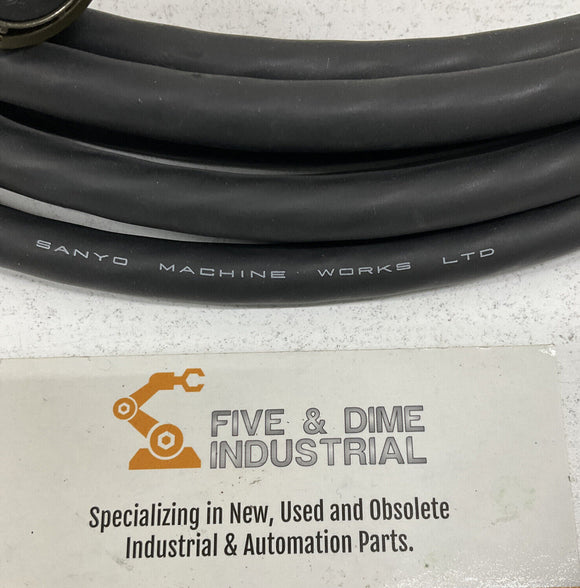 SANYO MACHINE WORKS LTD
FIVE & DIME
INDUSTRIAL
Specializing in New, Used and Obsolete
Industrial & Automation Parts.